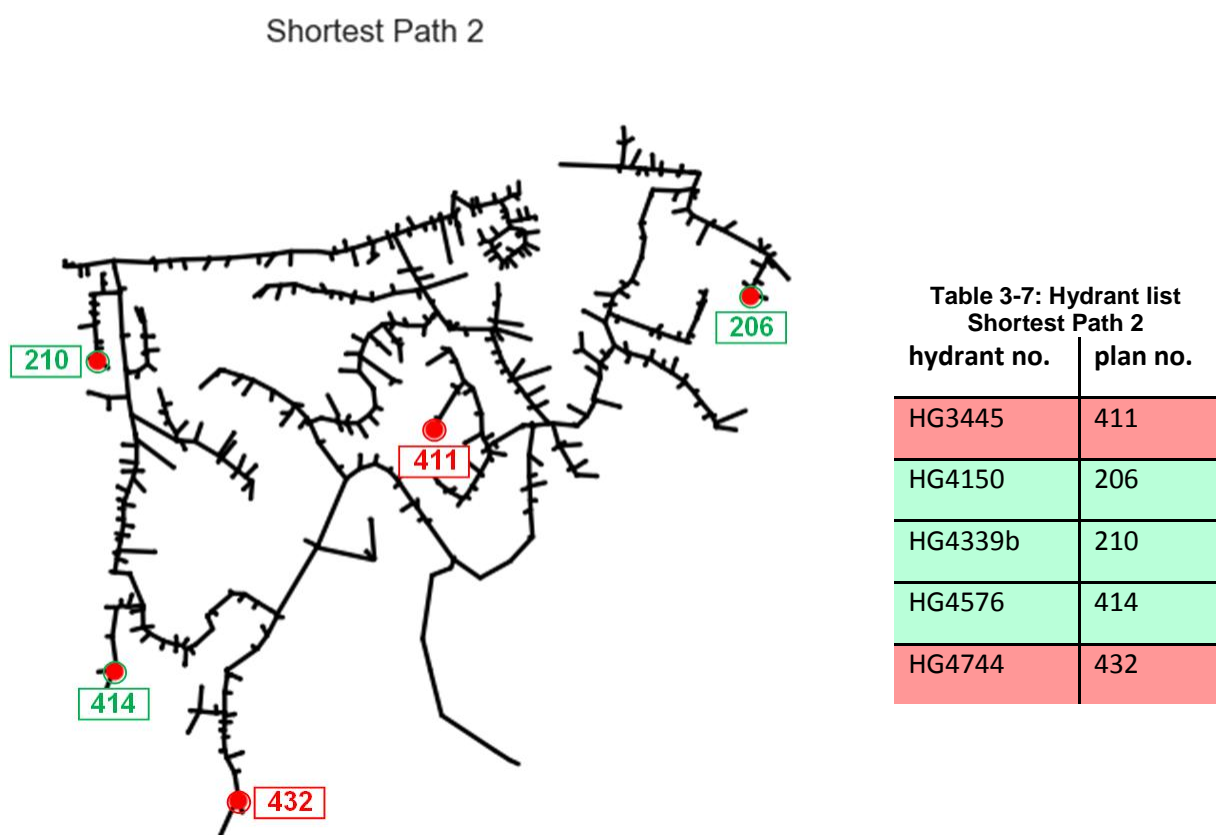 Shortest Path 2
206
210
411
414
432
Table 3-7: Hydrant list
Shortest Path 2
hydrant no. plan no.
HG3445 411
HG4150 206
HG4339b 210
HG4576 414
HG4744 432